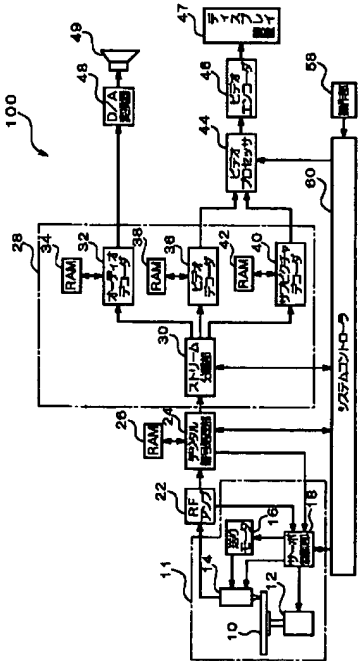 100
49
48
D/A
変換器
47
ディスプレイ
装置
46
ビデオ
エンコーダ
44
ビデオ
プロセッサ
58
操作部
60
システムコントローラ
28
34
RAM
32
オーディオ
デコーダ
38
RAM
36
ビデオ
デコーダ
42
RAM
40
サブピクチャ
デコーダ
30
ストリーム
分離部
26
RAM
24
デジタル
信号処理部
22
RF
アンプ
11
16
送り
モータ
14
18
サーボ
制御部
10
12